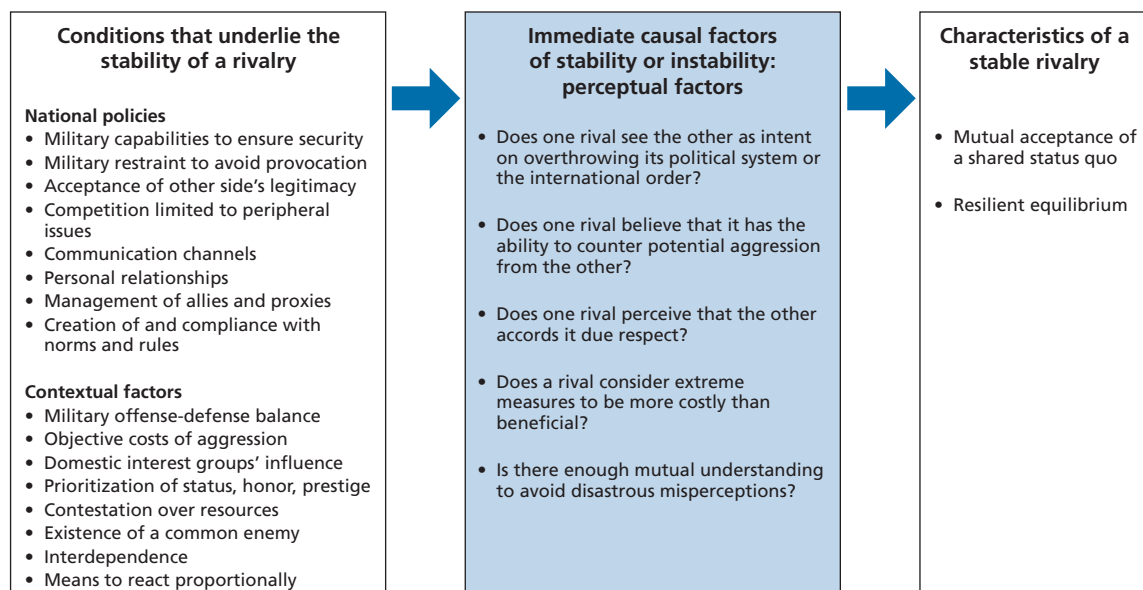 Conditions that underlie the
stability of a rivalry
National policies
• Military capabilities to ensure security
• Military restraint to avoid provocation
• Acceptance of other side's legitimacy
• Competition limited to peripheral
issues
• Communication channels
• Personal relationships
• Management of allies and proxies
• Creation of and compliance with
norms and rules
Contextual factors
• Military offense-defense balance
• Objective costs of aggression
• Domestic interest groups' influence
• Prioritization of status, honor, prestige
• Contestation over resources
• Existence of a common enemy
• Interdependence
• Means to react proportionally
Immediate causal factors
of stability or instability:
perceptual factors
• Does one rival see the other as intent
on overthrowing its political system or
the international order?
• Does one rival believe that it has the
ability to counter potential aggression
from the other?
• Does one rival perceive that the other
accords it due respect?
• Does a rival consider extreme
measures to be more costly than
beneficial?
• Is there enough mutual understanding
to avoid disastrous misperceptions?
Characteristics of a
stable rivalry
• Mutual acceptance of
a shared status quo
• Resilient equilibrium